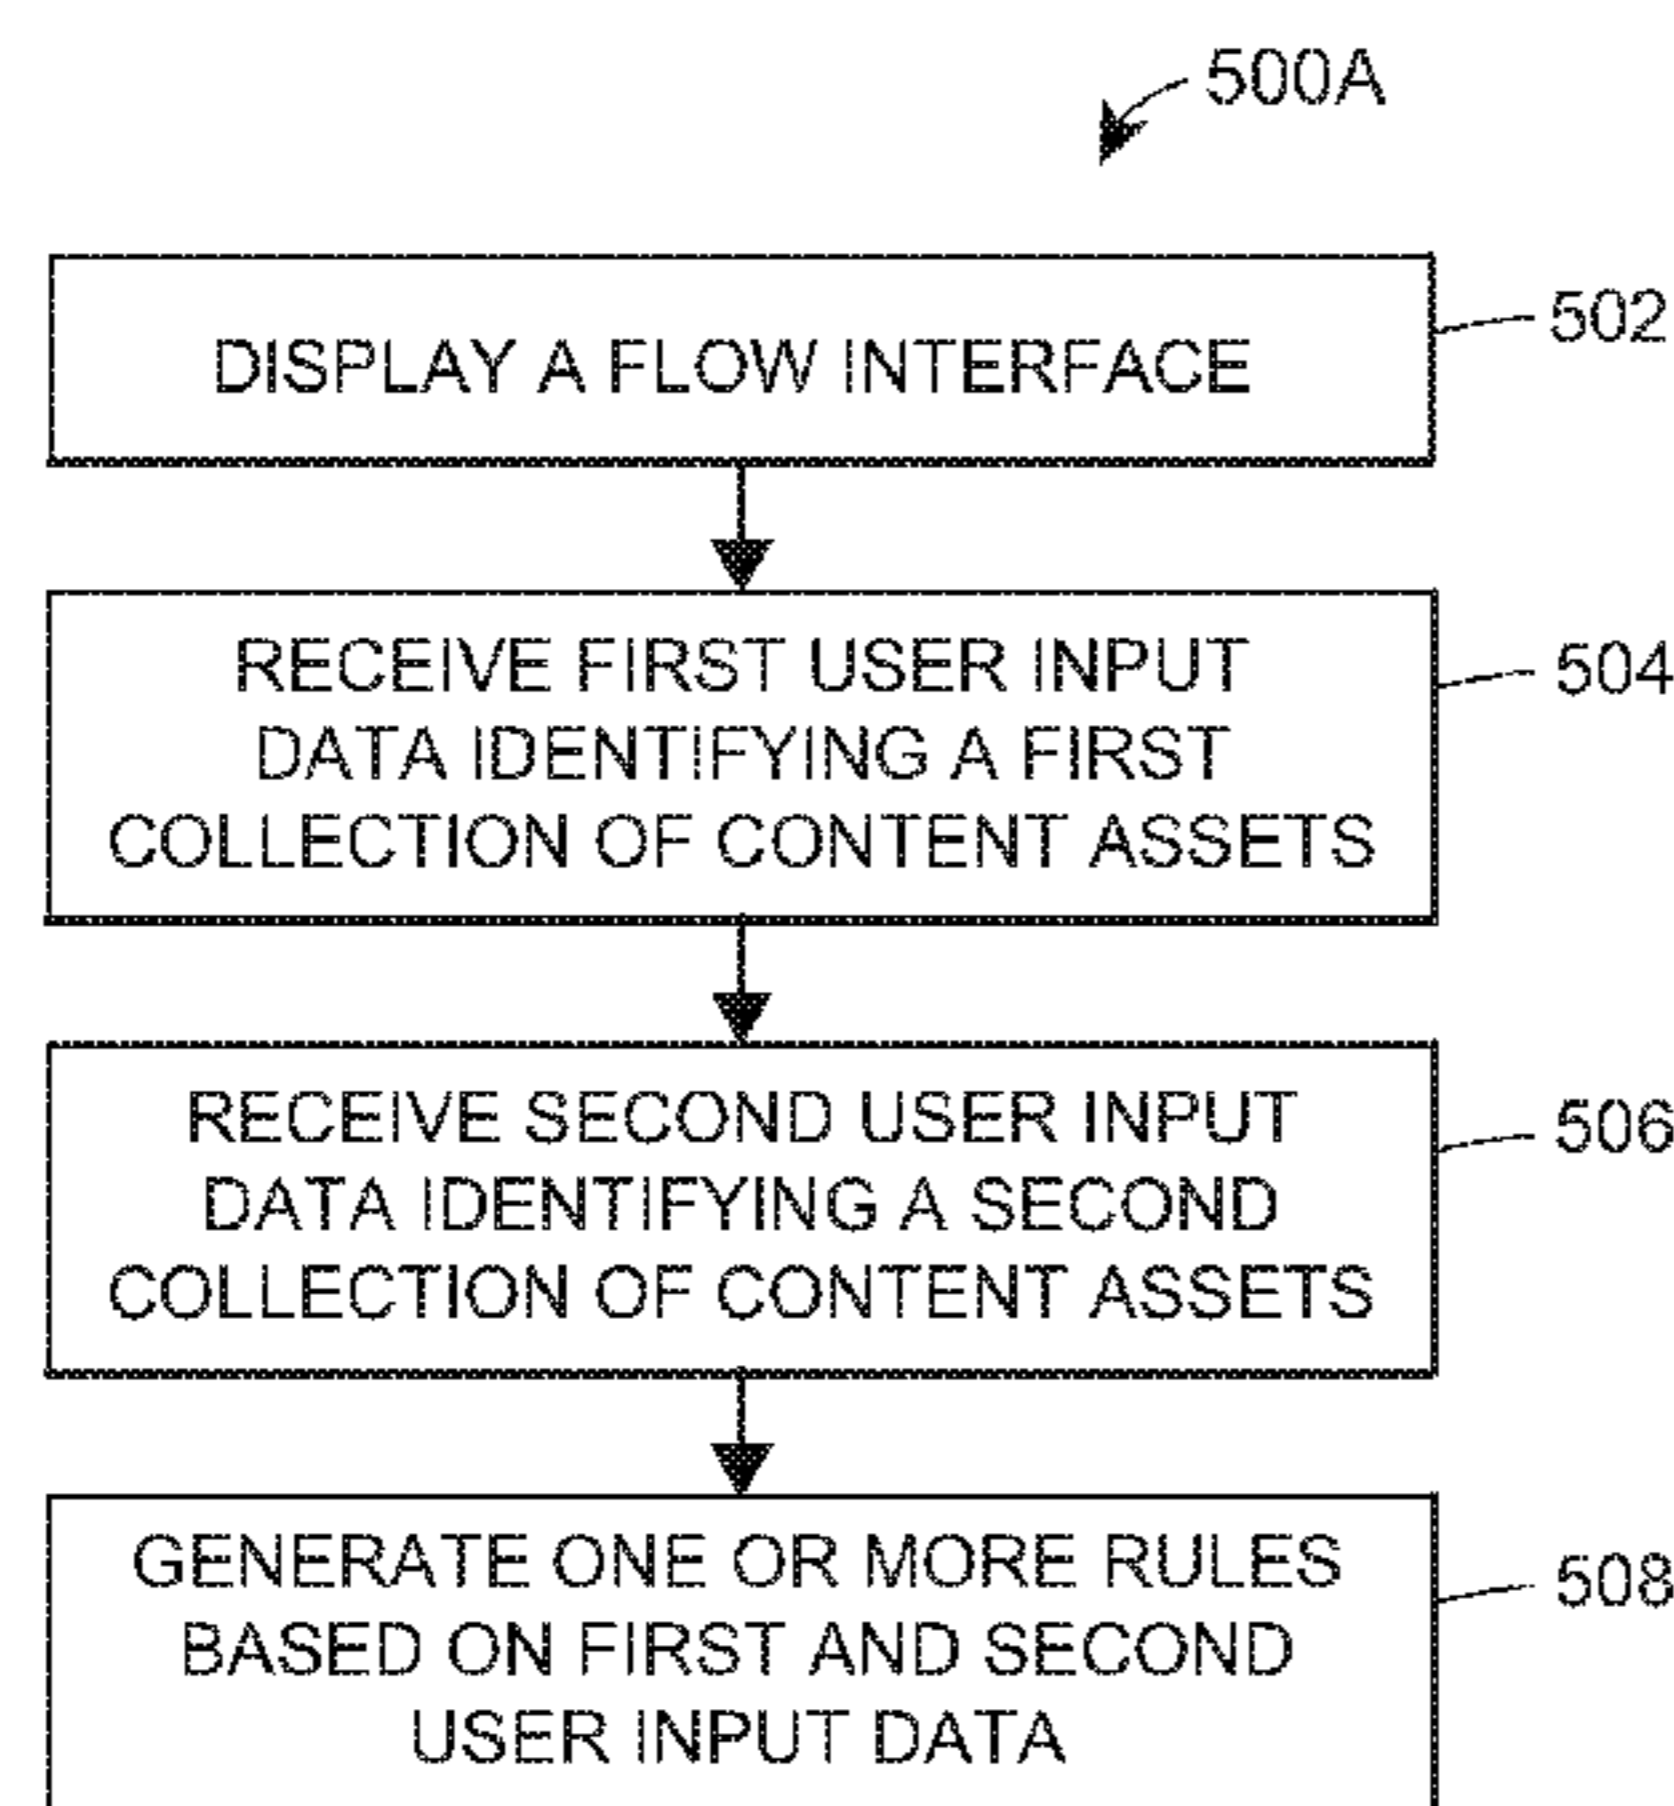 500A
DISPLAY A FLOW INTERFACE
502
RECEIVE FIRST USER INPUT
DATA IDENTIFYING A FIRST
COLLECTION OF CONTENT ASSETS
504
RECEIVE SECOND USER INPUT
DATA IDENTIFYING A SECOND
COLLECTION OF CONTENT ASSETS
506
GENERATE ONE OR MORE RULES
BASED ON FIRST AND SECOND
USER INPUT DATA
508